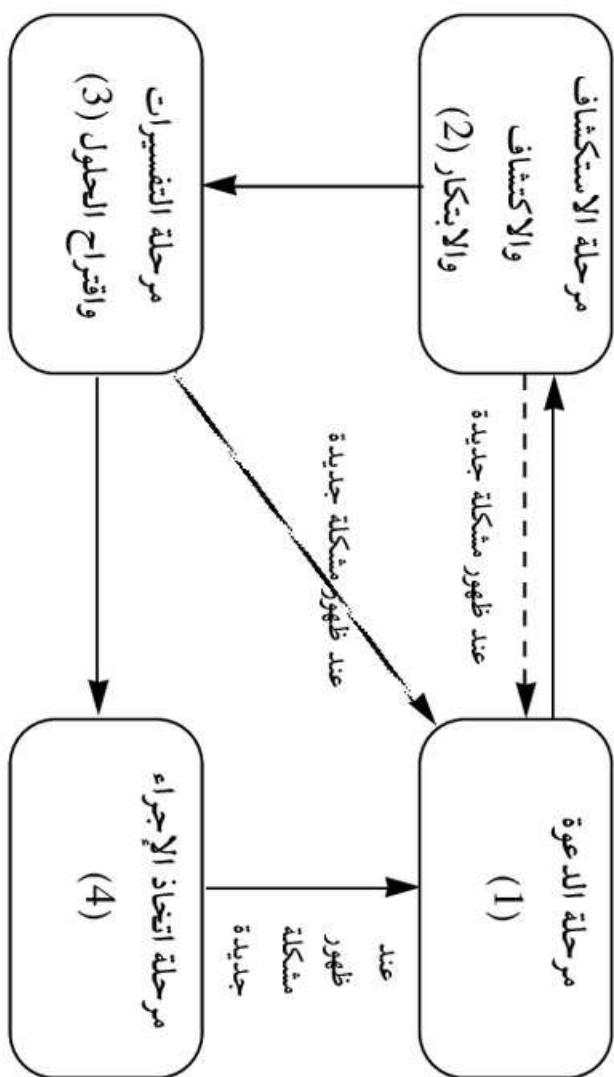 مرحلة الدعوة
(1)
عند ظهور مشكلة جديدة
مرحلة الاستكشاف
والاكتشاف
والابتكار (2)
عند ظهور مشكلة جديدة
مرحلة التفسيرات
واقتراح الحلول (3)
عند
ظهور
مشكلة
جديدة
مرحلة اتخاذ الإجراء
(4)